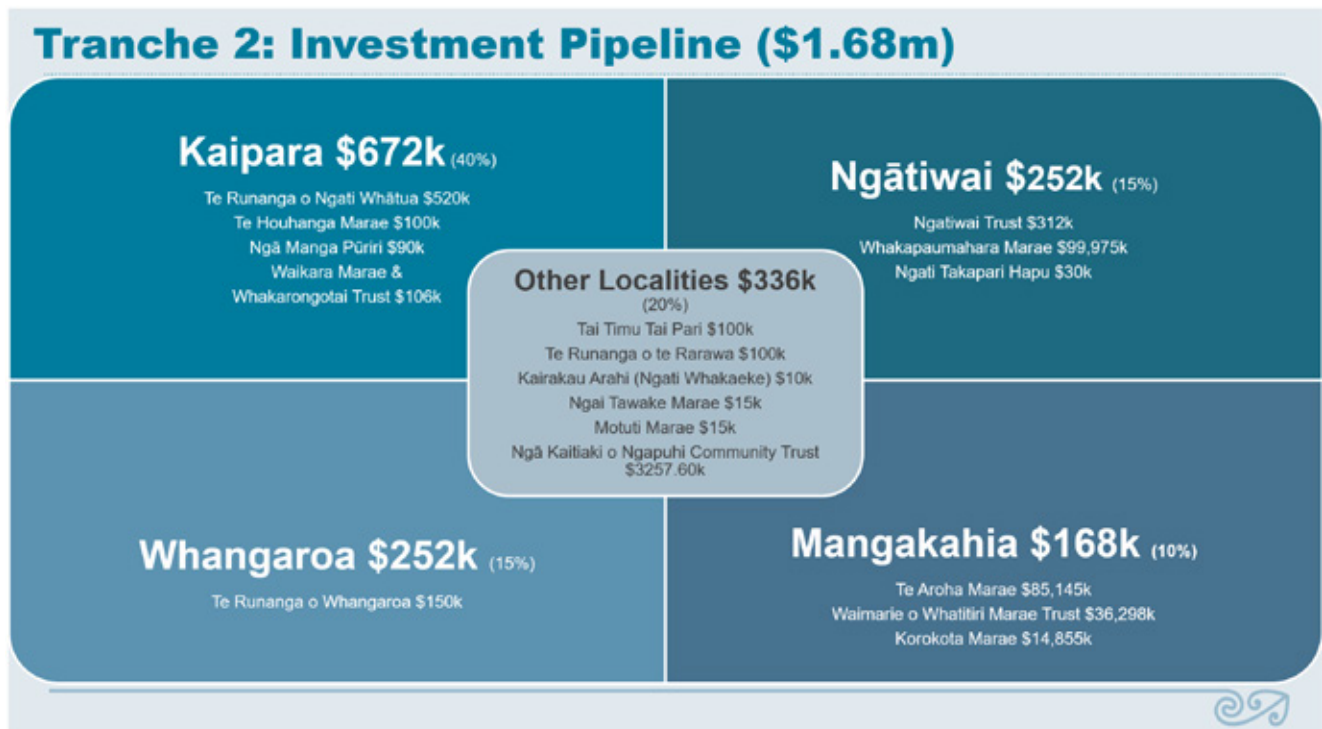 Tranche 2: Investment Pipeline ($1.68m)
Kaipara $672k (40%)
Te Runanga o Ngati Whātua $520k
Te Houhanga Marae $100k
Ngā Manga Pūriri $90k
Waikara Marae &
Whakarongotai Trust $106k
Ngātiwai $252k (15%)
Ngatiwai Trust $312k
Whakapaumahara Marae $99,975k
Ngati Takapari Hapu $30k
Other Localities $336k
(20%)
Tai Timu Tai Pari $100k
Te Runanga o te Rarawa $100k
Kairakau Arahi (Ngati Whakaeke) $10k
Ngai Tawake Marae $15k
Motuti Marae $15k
Ngā Kaitiaki o Ngapuhi Community Trust
$3257.60k
Whangaroa $252k (15%)
Te Runanga o Whangaroa $150k
Mangakahia $168k (10%)
Te Aroha Marae $85,145k
Waimarie o Whatitiri Marae Trust $36,298k
Korokota Marae $14,855k